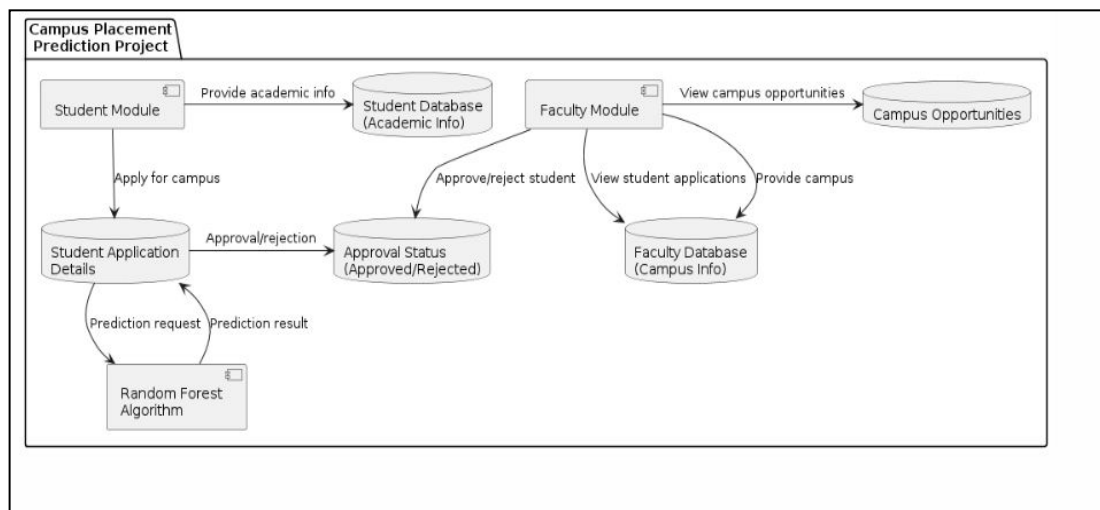 Campus Placement
Prediction Project
Student Module
Provide academic info
Student Database
(Academic Info)
Faculty Module
View campus opportunities
Campus Opportunities
Apply for campus
Approve/reject student
View student applications
Provide campus
Student Application
Details
Approval/rejection
Approval Status
(Approved/Rejected)
Faculty Database
(Campus Info)
Prediction request
Prediction result
Random Forest
Algorithm